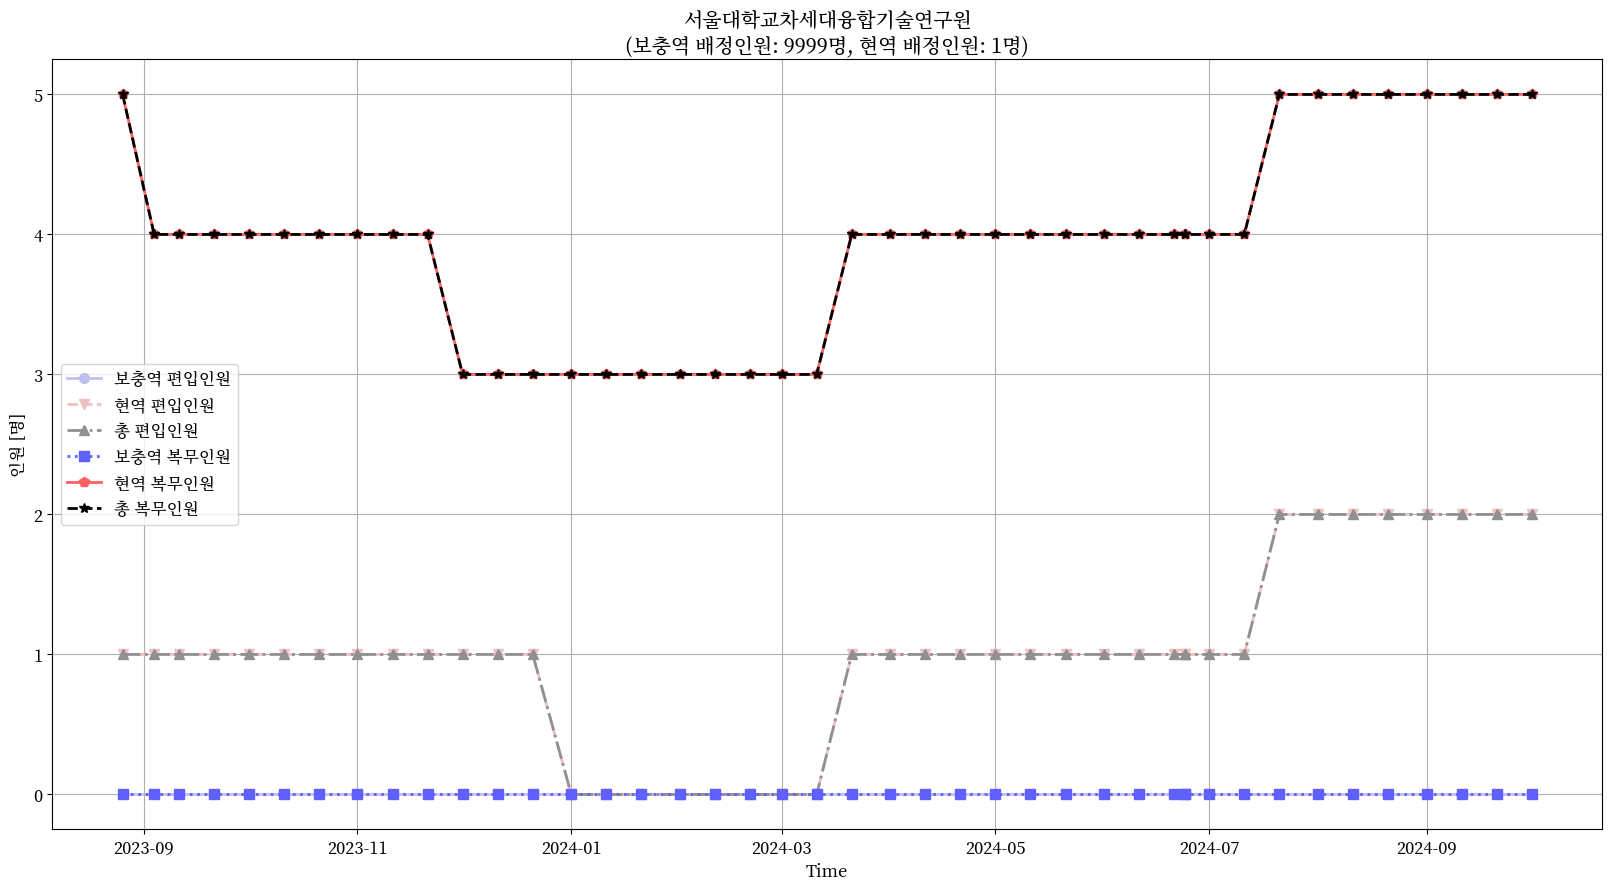 서울대학교차세대융합기술연구원
(보충역 배정인원: 9999명, 현역 배정인원: 1명)
인원 [명]
5
4
3
2
1
0
보충역 편입인원
현역 편입인원
총 편입인원
보충역 복무인원
현역 복무인원
총 복무인원
2023-09
2023-11
2024-01
2024-03
2024-05
2024-07
2024-09
Time